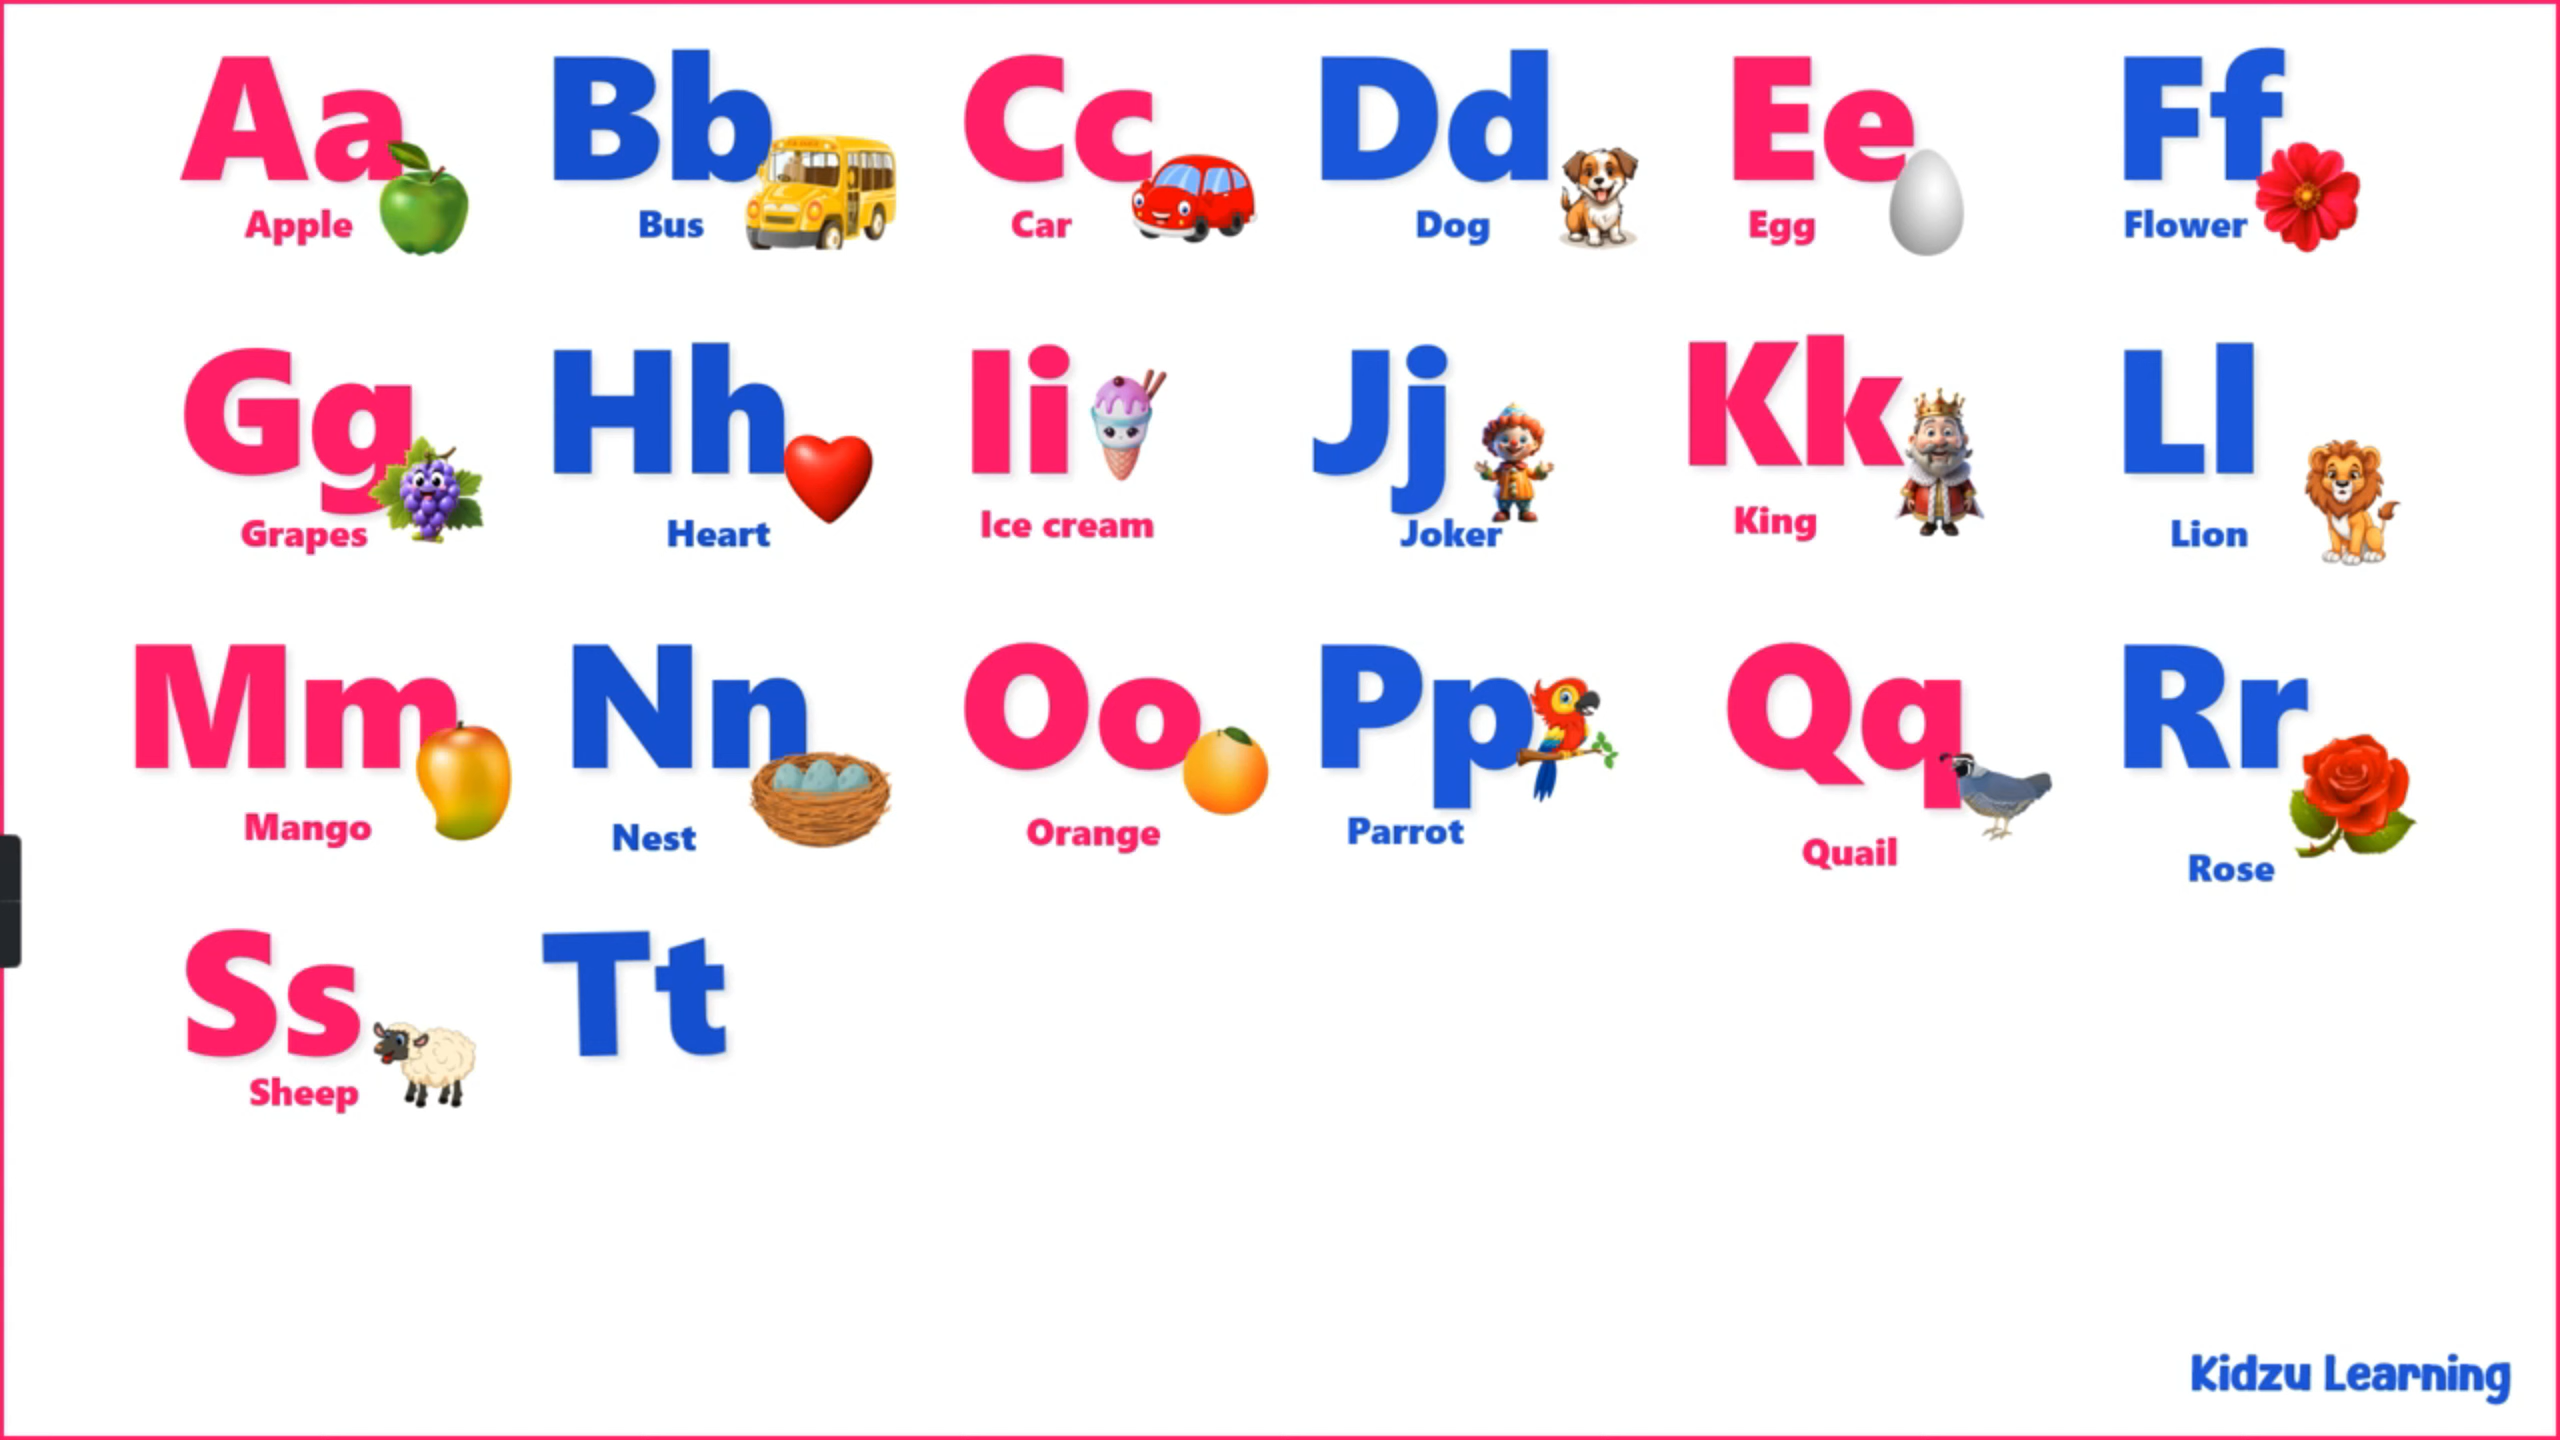 Aa Bb Cc Dd Ee Ff
Apple Bus Car Dog Egg Flower
Gg Hh Ii Jj Kk Ll
Grapes Heart Ice cream Joker King Lion
Mm Nn Oo Pp Qq Rr
Mango Nest Orange Parrot Quail Rose
Ss Tt
Sheep
Kidzu Learning